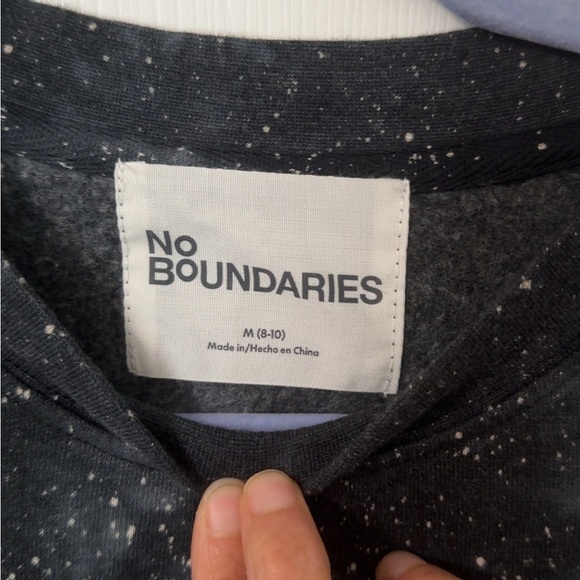 No
BoUNDARIES
M (8-10)
Made in/Hecho en China